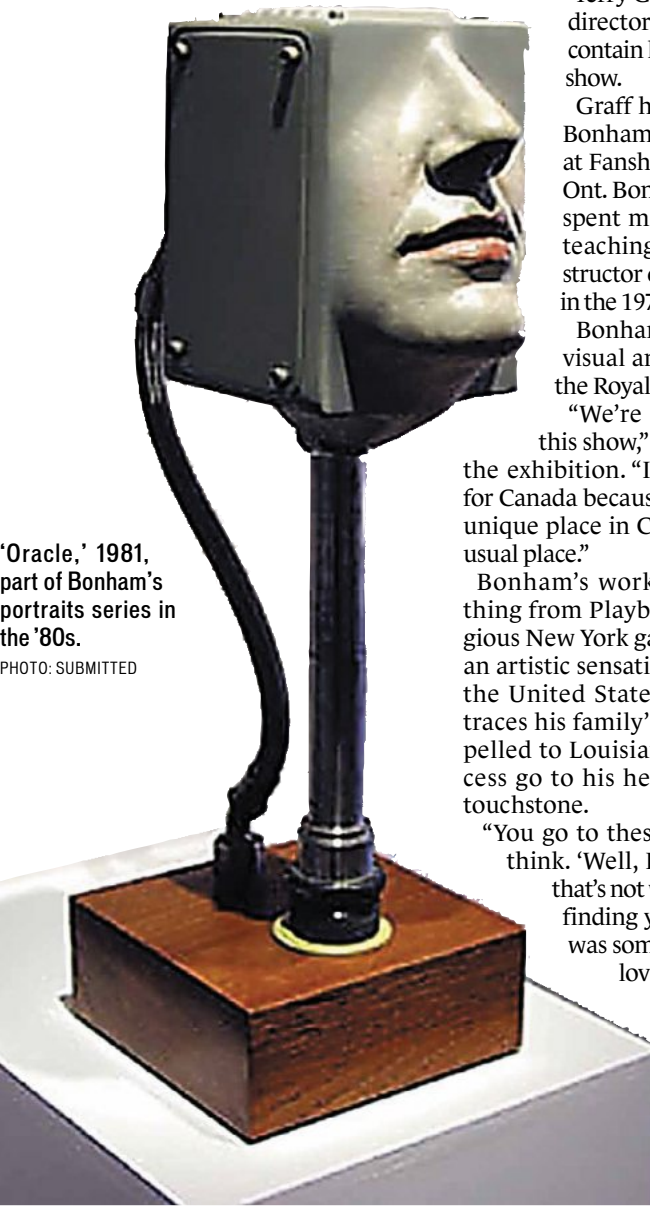 'Oracle,' 1981,
part of Bonham's
portraits series in
the '80s.
PHOTO: SUBMITTED
director
contain
show.
Graff h
Bonham
at Fansh
Ont. Bon
spent m
teaching
structor
in the 197
Bonha
visual ar
the Royal
"We're
this show,"
the exhibition. "I
for Canada becaus
unique place in C
usual place."
Bonham's work
thing from Playb
gious New York ga
an artistic sensati
the United State
traces his family'
pelled to Louisia
cess go to his he
touchstone.
"You go to thes
think. 'Well, I
that's not
finding y
was som
lov